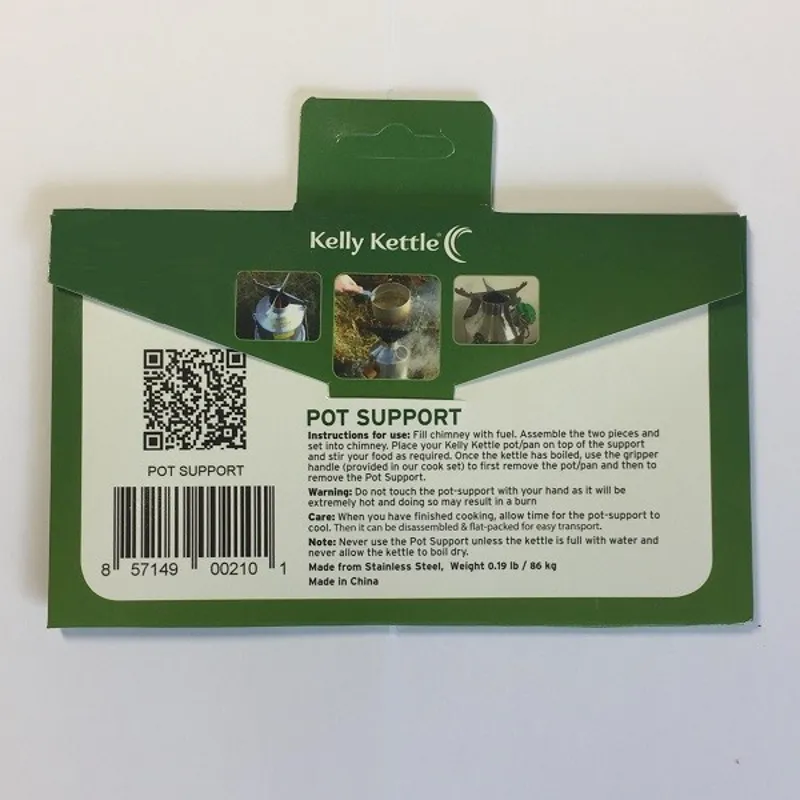 Kelly Kettle®
POT SUPPORT
Instructions for use: Fill chimney with fuel. Assemble the two pieces and
set into chimney. Place your Kelly Kettle pot/pan on top of the support
and stir your food as required. Once the kettle has boiled, use the gripper
handle (provided in our cook set) to first remove the pot/pan and then to
remove the Pot Support.
Warning: Do not touch the pot-support with your hand as it will be
extremely hot and doing so may result in a burn
Care: When you have finished cooking, allow time for the pot-support to
cool. Then it can be disassembled & flat-packed for easy transport.
Note: Never use the Pot Support unless the kettle is full with water and
never allow the kettle to boil dry.
Made from Stainless Steel, Weight 0.19 lb / 86 kg
Made in China
POT SUPPORT
8 57149 00210 1